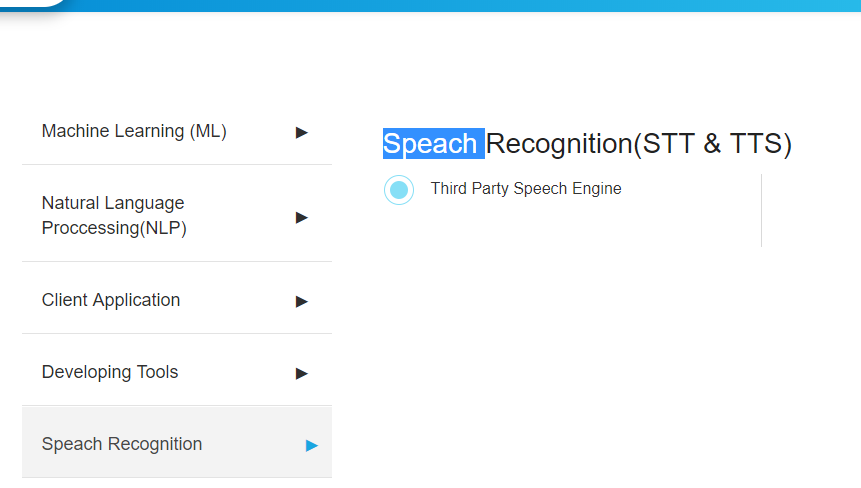 Machine Learning (ML)
Natural Language
Proccessing(NLP)
Client Application
Developing Tools
Speach Recognition
Speach Recognition(STT & TTS)
Third Party Speech Engine